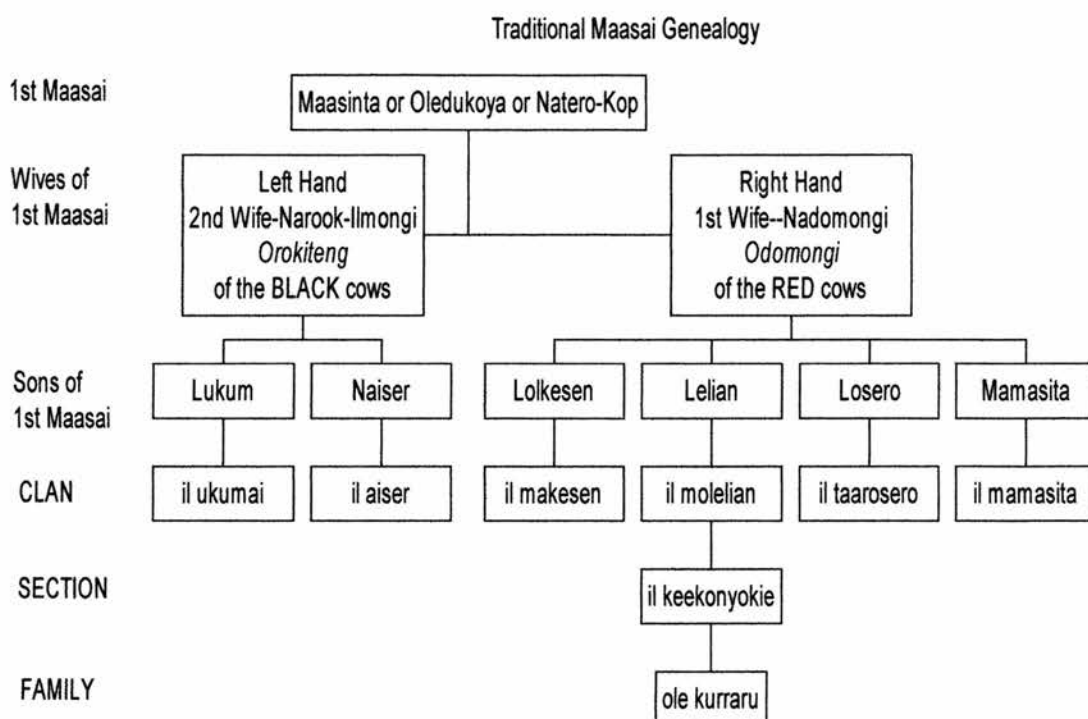 Traditional Maasai Genealogy
1st Maasai
Maasinta or Oledukoya or Natero-Kop
Wives of
1st Maasai
Left Hand
2nd Wife-Narook-Ilmongi
Orokiteng
of the BLACK cows
Right Hand
1st Wife--Nadomongi
Odomongi
of the RED cows
Sons of
1st Maasai
Lukum
Naiser
Lolkesen
Lelian
Losero
Mamasita
CLAN
il ukumai
il aiser
il makesen
il molelian
il taarosero
il mamasita
SECTION
il keekonyokie
FAMILY
ole kurraru